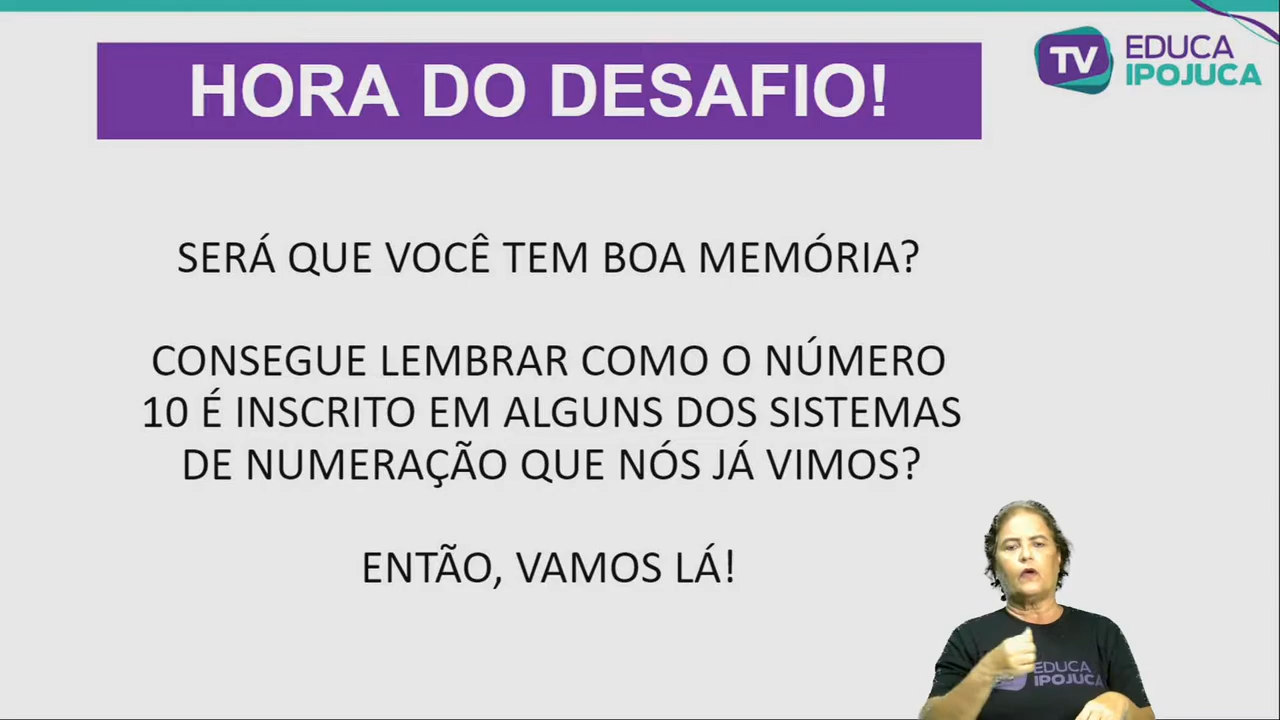 HORA DO DESAFIO!
TV EDUCA
IPOJUCA
SERÁ QUE VOCÊ TEM BOA MEMÓRIA?
CONSEGUE LEMBRAR COMO O NÚMERO
10 É INSCRITO EM ALGUNS DOS SISTEMAS
DE NUMERAÇÃO QUE NÓS JÁ VIMOS?
ENTÃO, VAMOS LÁ!
EDUCA
IPOJUCA